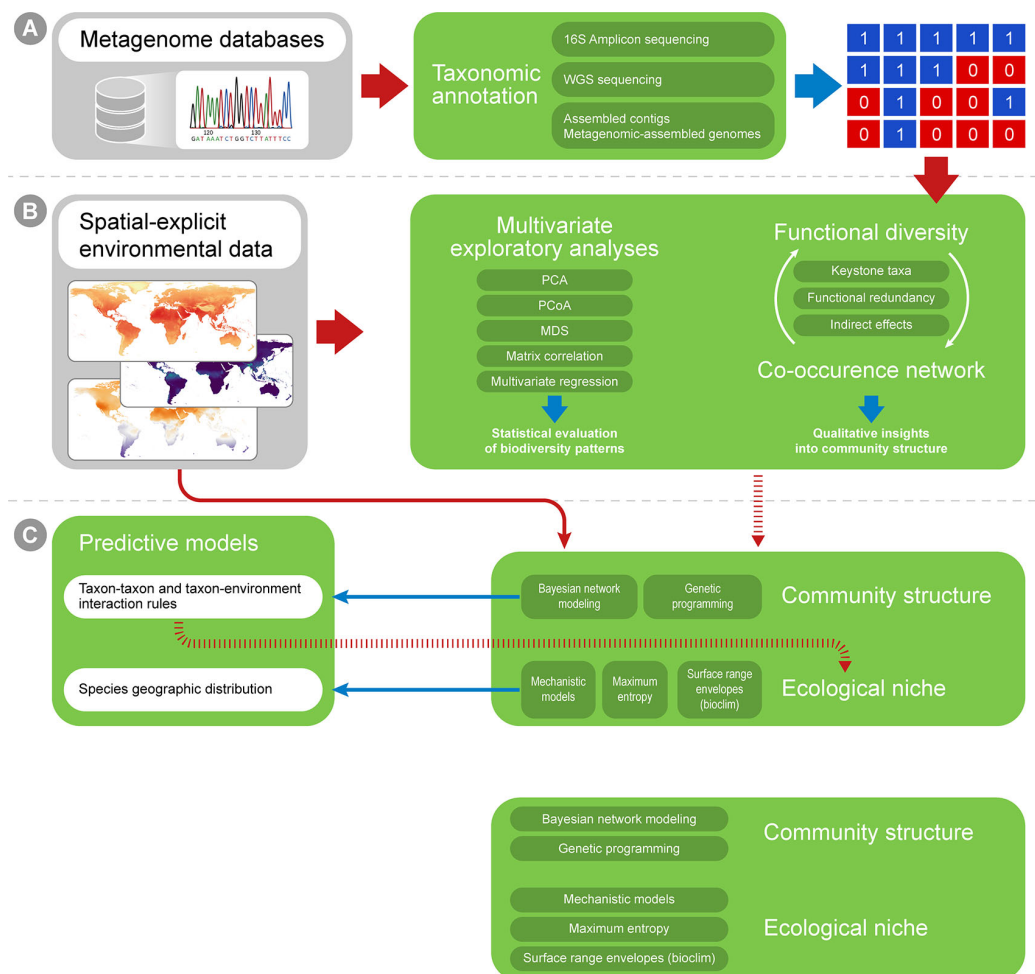 A
Metagenome databases
120 130
GATAAATCTGGTCTTATTTCC
Taxonomic
annotation
16S Amplicon sequencing
WGS sequencing
Assembled contigs
Metagenomic-assembled genomes
1 1 1 1 1
1 1 1 0 0
0 1 0 0 1
0 1 0 0 0
B
Spatial-explicit
environmental data
Multivariate
exploratory analyses
PCA
PCoA
MDS
Matrix correlation
Multivariate regression
Statistical evaluation
of biodiversity patterns
Functional diversity
Keystone taxa
Functional redundancy
Indirect effects
Co-occurence network
Qualitative insights
into community structure
C
Predictive models
Taxon-taxon and taxon-environment
interaction rules
Species geographic distribution
Bayesian network
modeling
Genetic
programming
Community structure
Mechanistic
models
Maximum
entropy
Surface range
envelopes
(bioclim)
Ecological niche
Bayesian network modeling
Genetic programming
Community structure
Mechanistic models
Maximum entropy
Surface range envelopes (bioclim)
Ecological niche